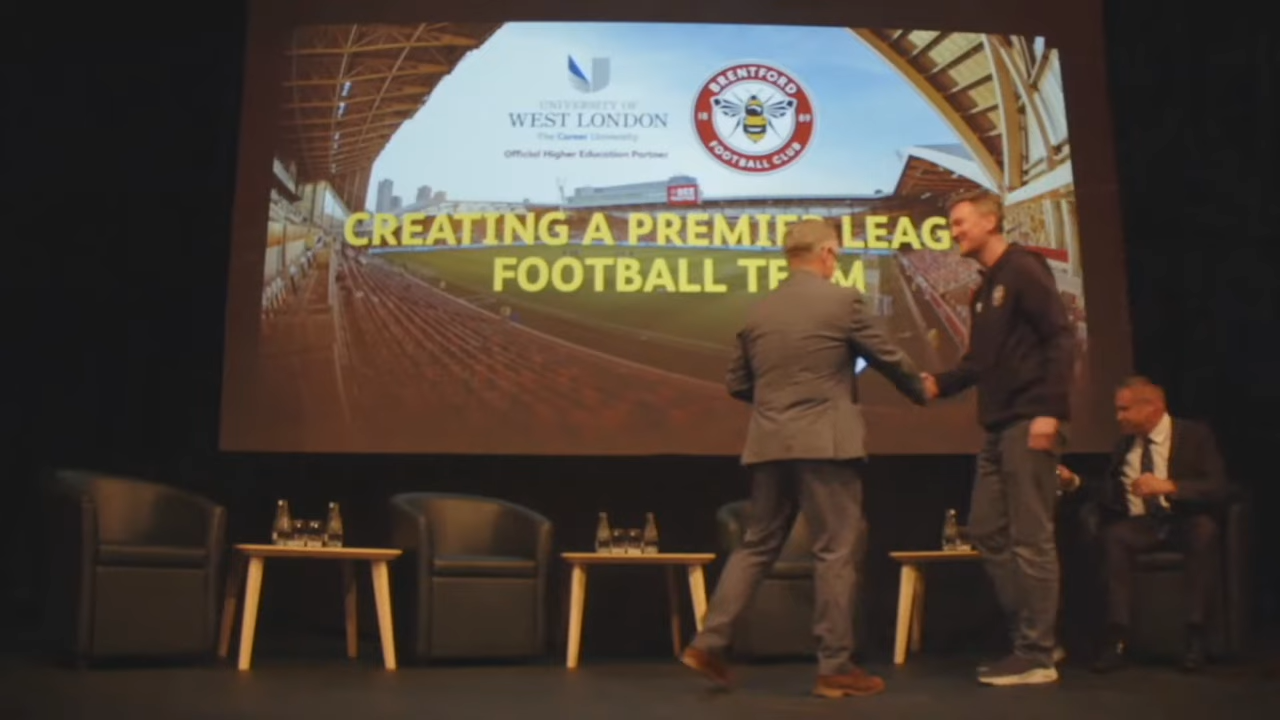 UNIVERSITY OF
WEST LONDON
The Career University
Official Higher Education Partner
BRENTFORD
18 89
FOOTBALL CLUB
CREATING A PREMIER LEAG
FOOTBALL TEAM